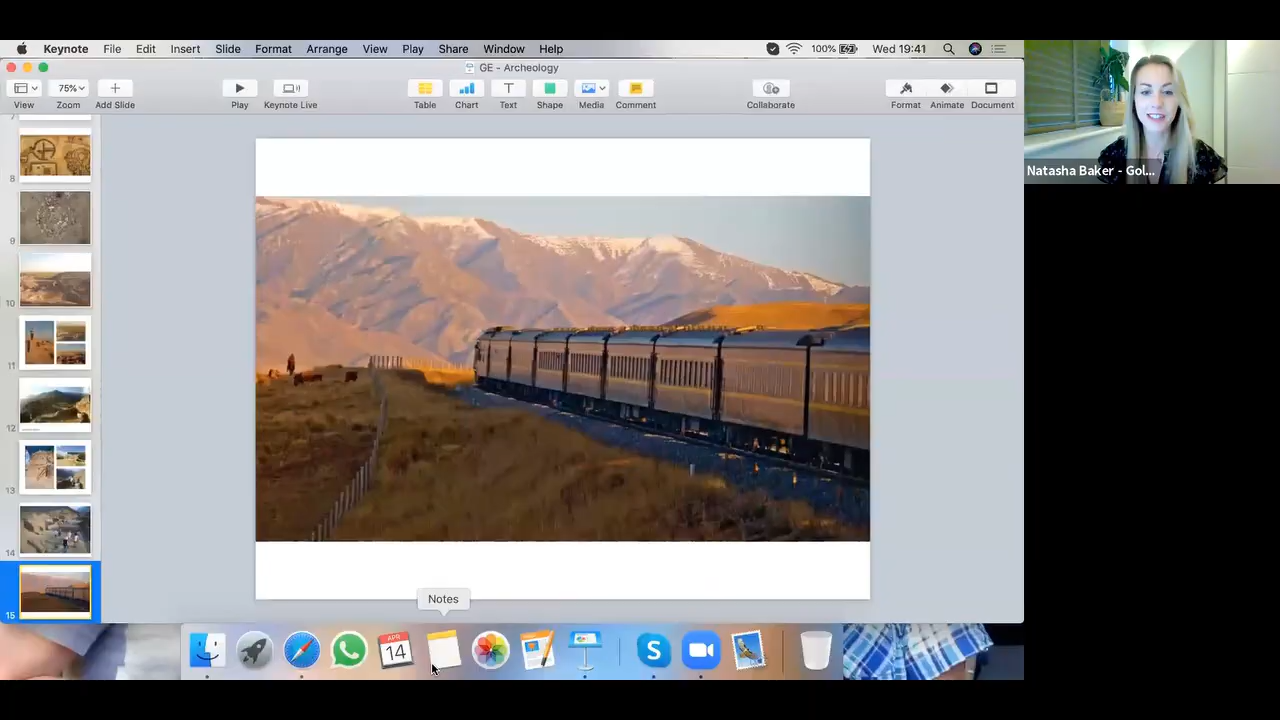 Keynote File Edit Insert Slide Format Arrange View Play Share Window Help 100% Wed 19:41
GE - Archeology
75%
View Zoom Add Slide Play Keynote Live Table Chart Text Shape Media Comment Collaborate Format Animate Document
7
8
9
10
11
12
13
14
15
Natasha Baker - Gol...
Notes
APR
14